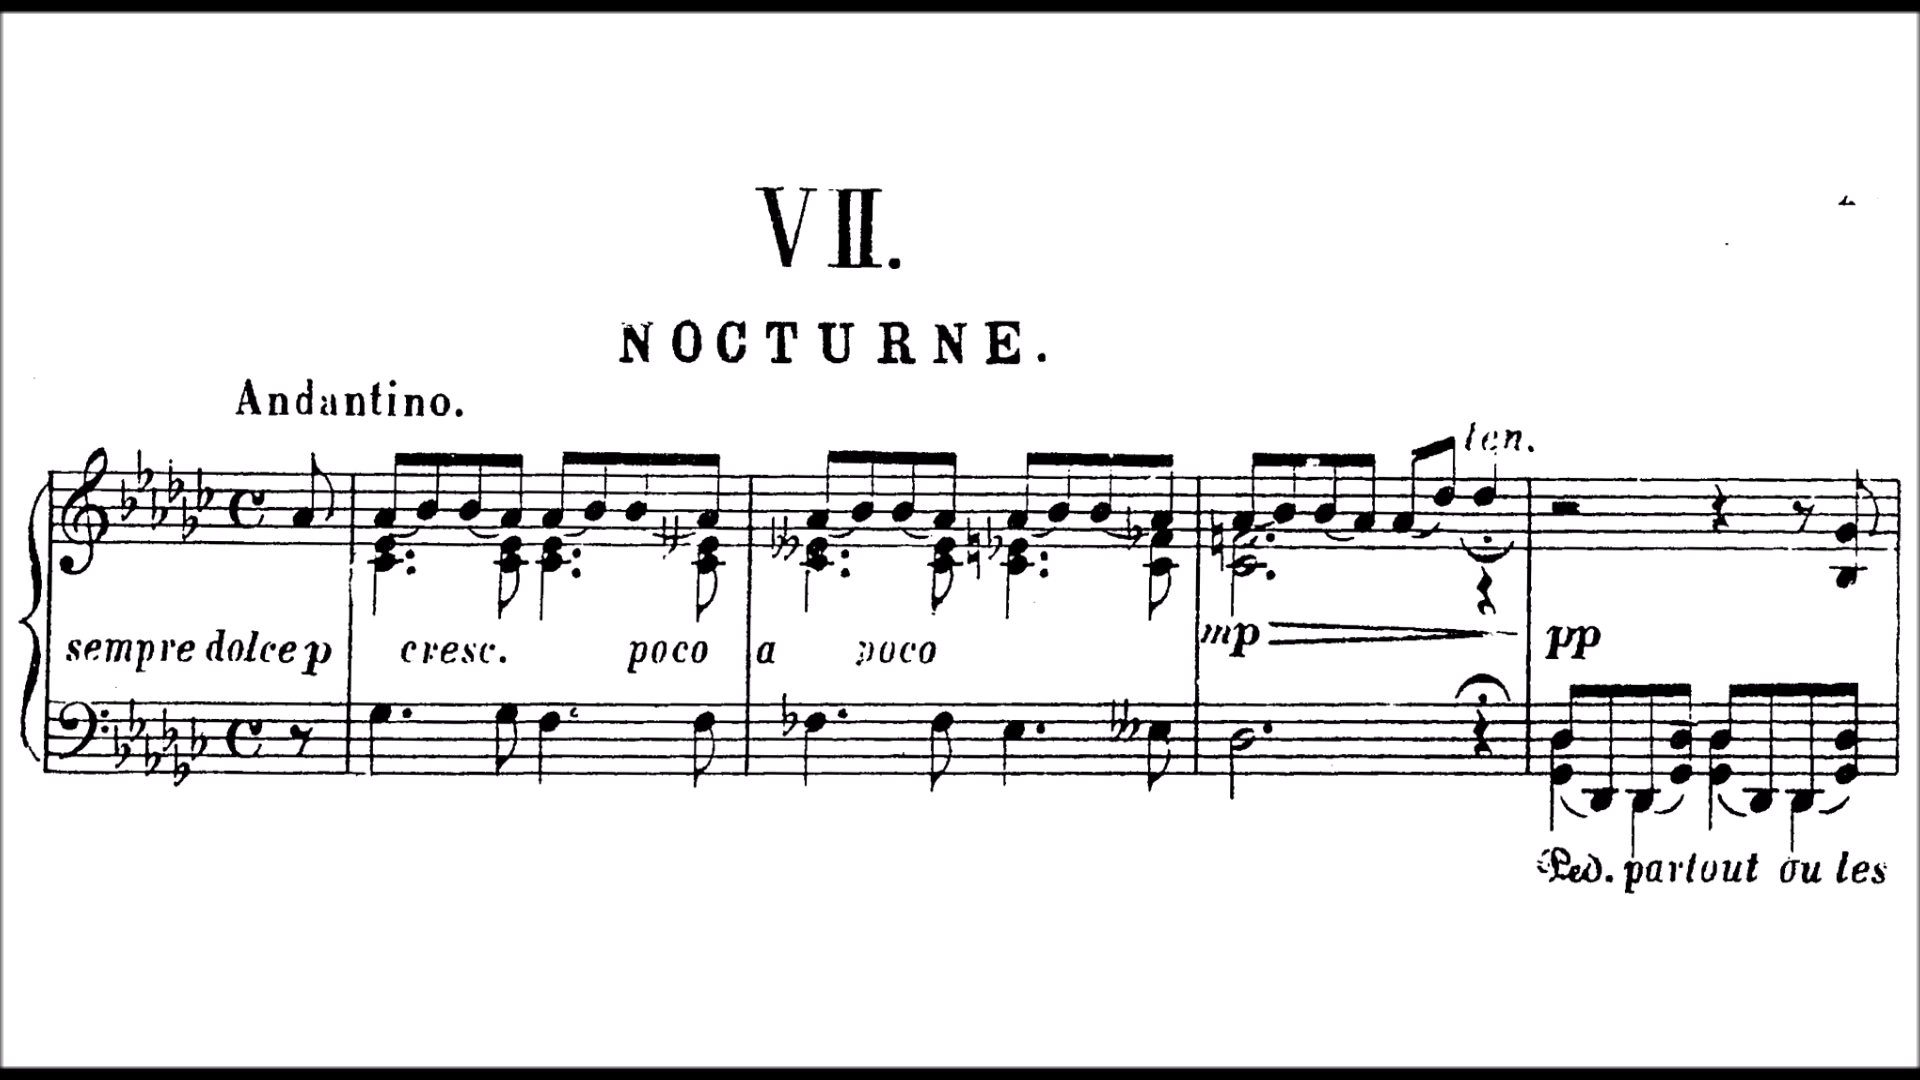 VII.
NOCTURNE.
Andantino.
ten.
sempre dolce p cresc. poco a poco mp pp
Ped. partout ou les